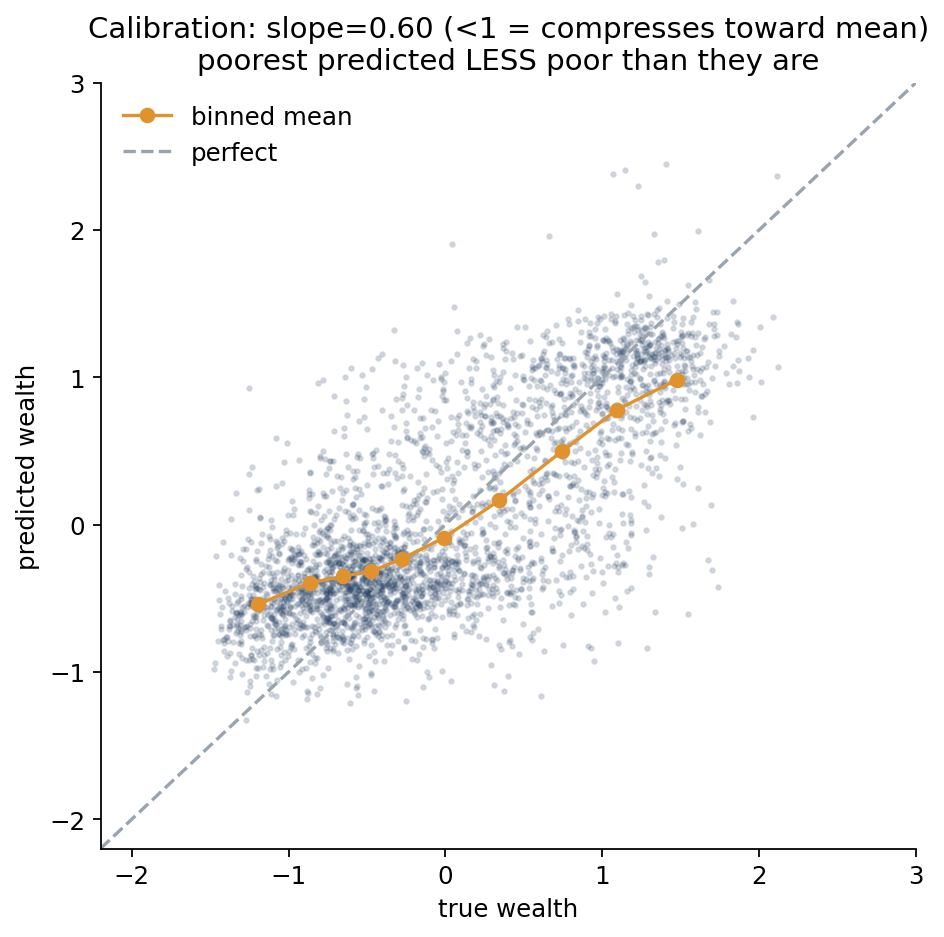 Calibration: slope=0.60 (<1 = compresses toward mean)
poorest predicted LESS poor than they are
binned mean
perfect
3
2
1
0
−1
−2
predicted wealth
−2
−1
0
1
2
3
true wealth